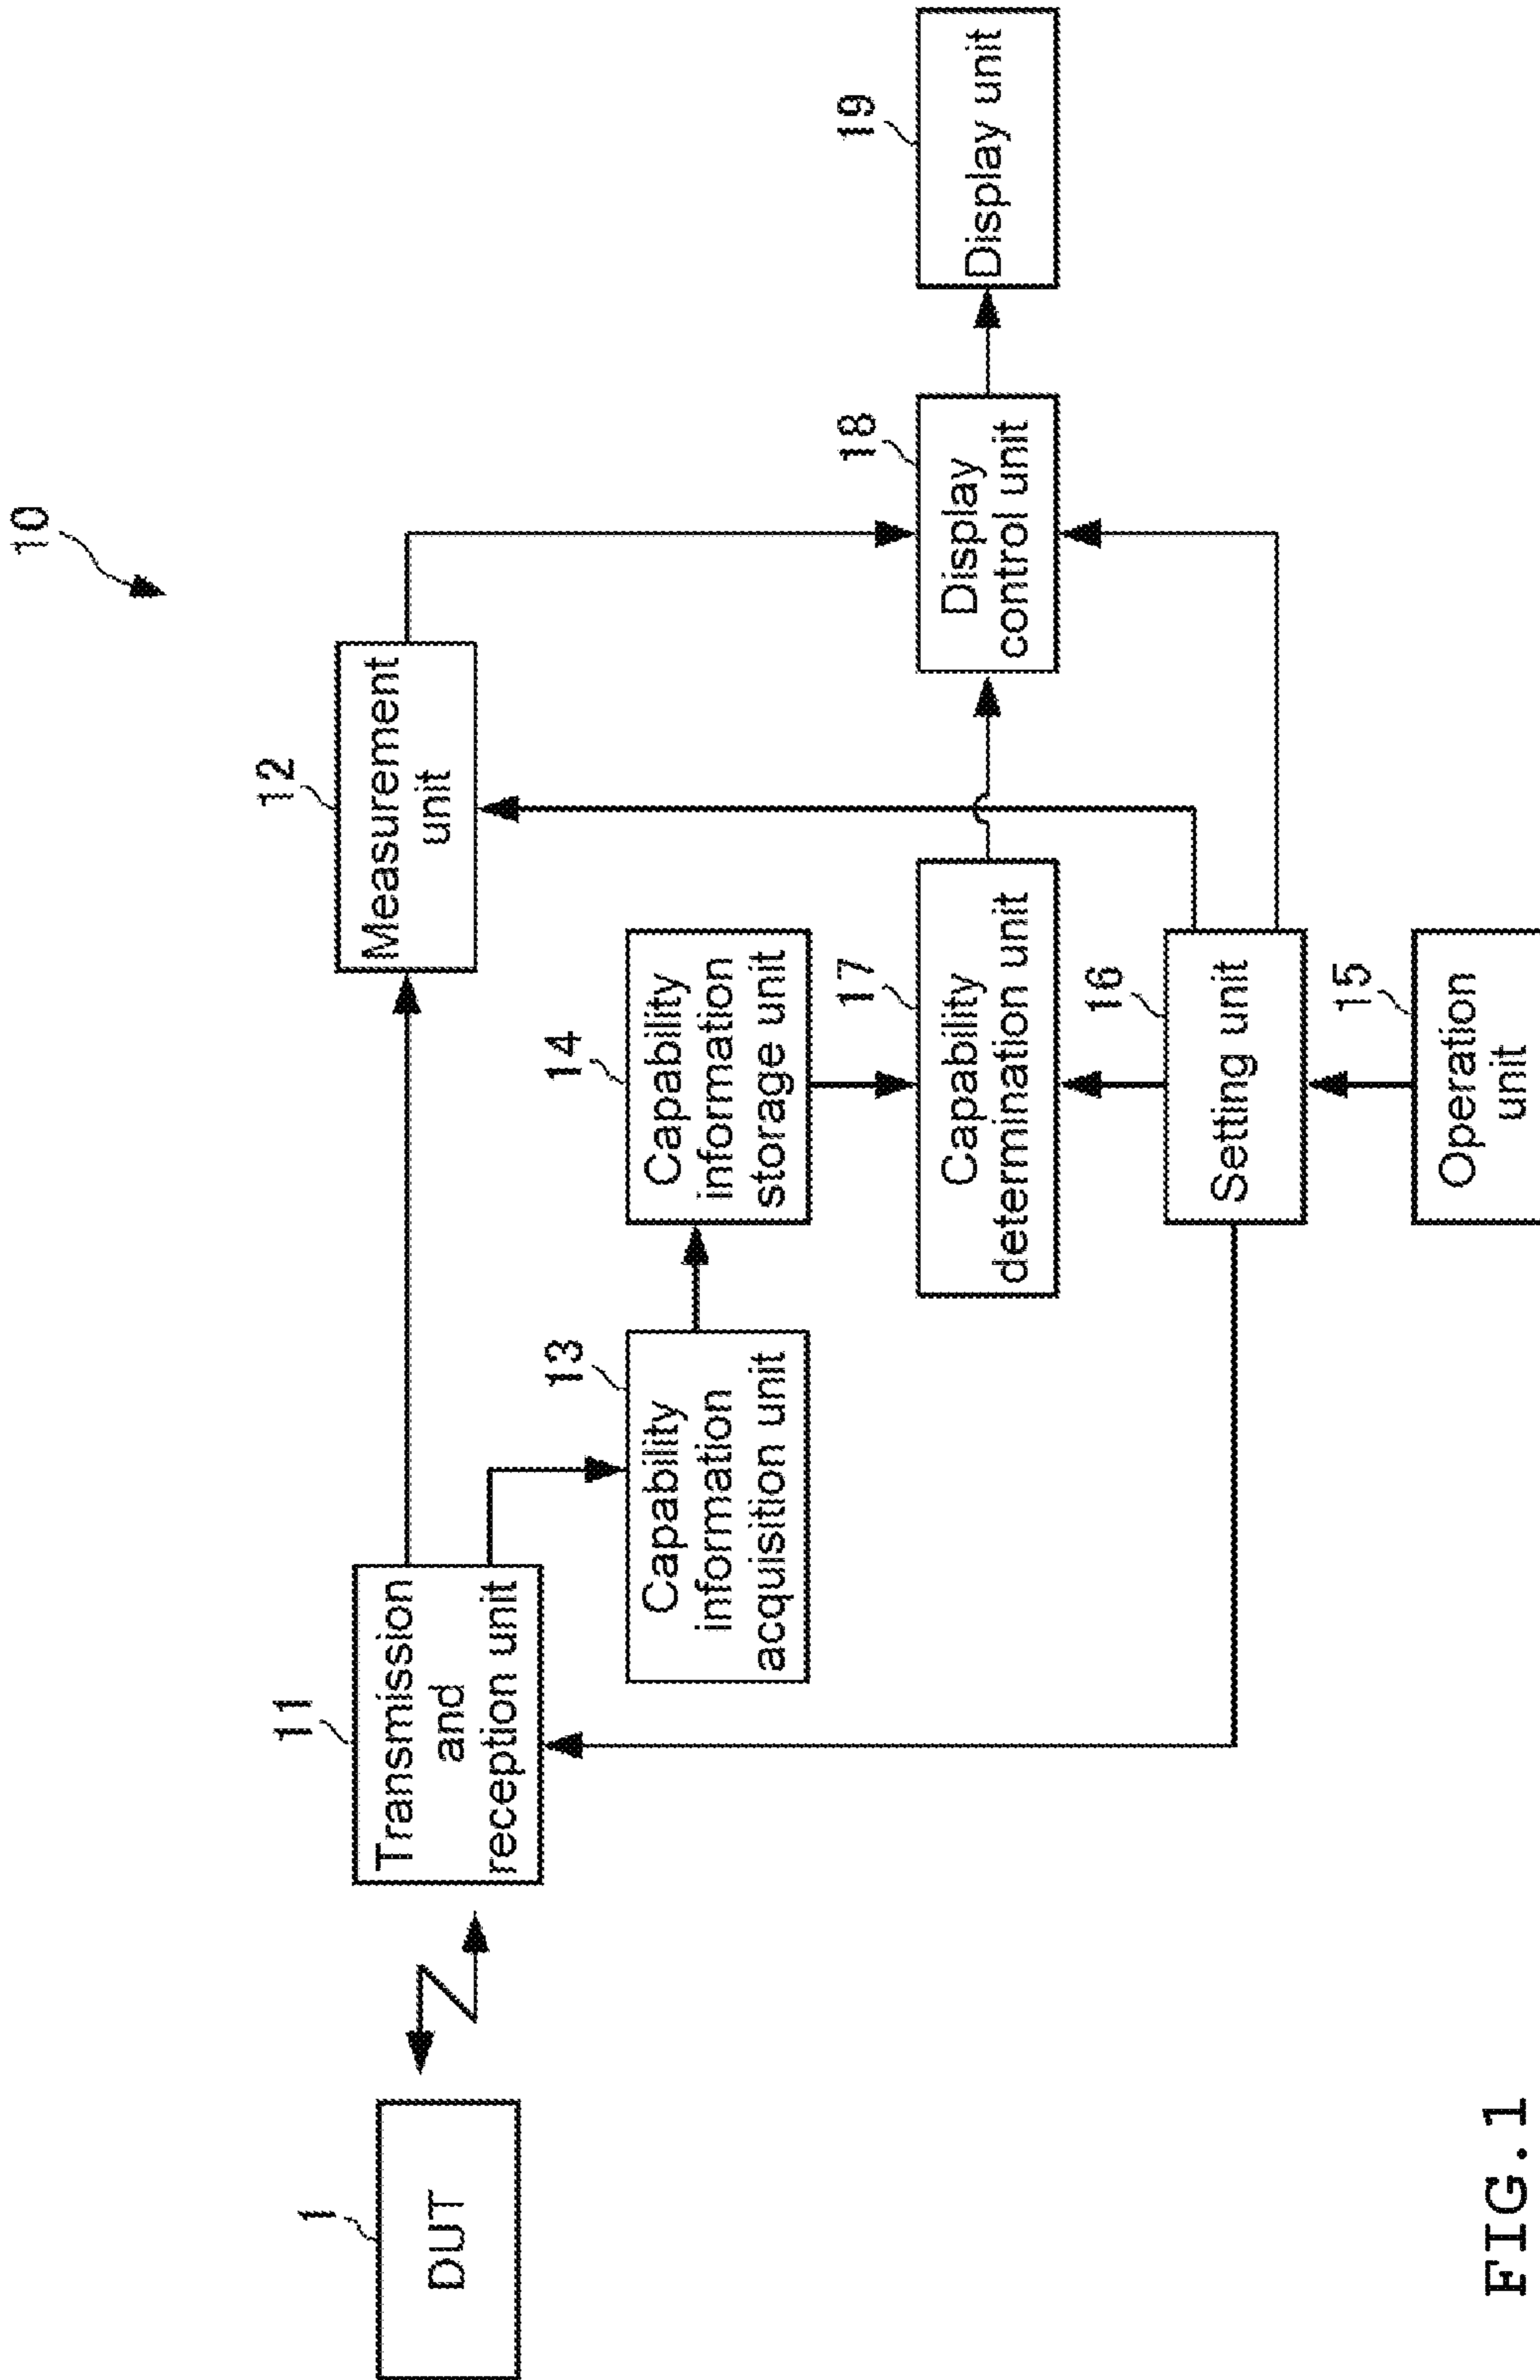 10
1
DUT
11
Transmission
and
reception unit
12
Measurement
unit
13
Capability
information
acquisition unit
14
Capability
information
storage unit
17
Capability
determination unit
18
Display
control unit
19
Display unit
16
Setting unit
15
Operation
unit
FIG.1